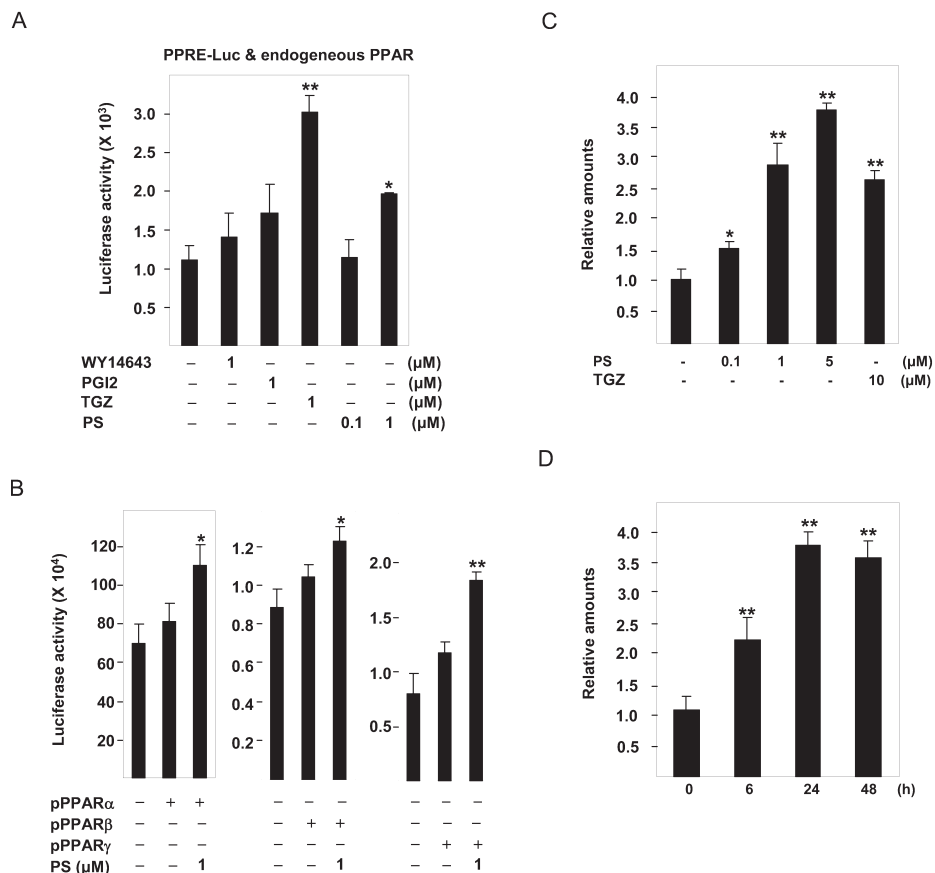 A
PPRE-Luc & endogeneous PPAR
Luciferase activity (X 10³)
3.0
2.5
2.0
1.5
1.0
0.5
** *
WY14643 – 1 – – – – (µM)
PGI2 – – 1 – – – (µM)
TGZ – – – 1 – – (µM)
PS – – – – 0.1 1 (µM)
B
Luciferase activity (X 10⁴)
120
100
80
60
40
20
*
1.2
1.0
0.8
0.6
0.4
0.2
*
2.0
1.5
1.0
0.5
**
pPPARα – + + – – – – – –
pPPARβ – – – – + + – – –
pPPARγ – – – – – – – + +
PS (µM) – – 1 – – 1 – – 1
C
Relative amounts
4.0
3.5
3.0
2.5
2.0
1.5
1.0
0.5
* ** ** **
PS - 0.1 1 5 - (µM)
TGZ - - - - 10 (µM)
D
Relative amounts
4.0
3.5
3.0
2.5
2.0
1.5
1.0
0.5
** ** **
0 6 24 48 (h)